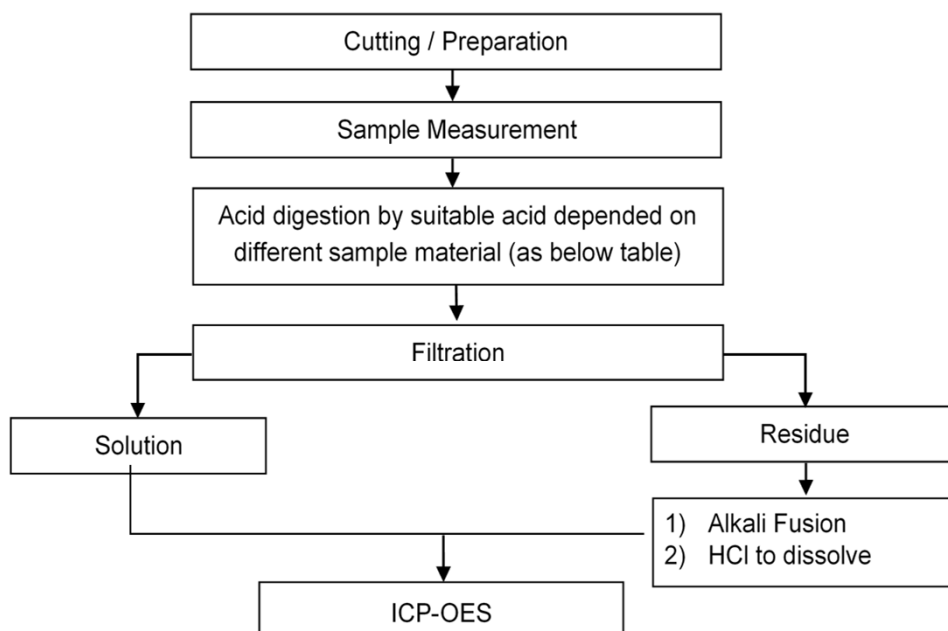 Cutting / Preparation
Sample Measurement
Acid digestion by suitable acid depended on
different sample material (as below table)
Filtration
Solution
Residue
1) Alkali Fusion
2) HCl to dissolve
ICP-OES